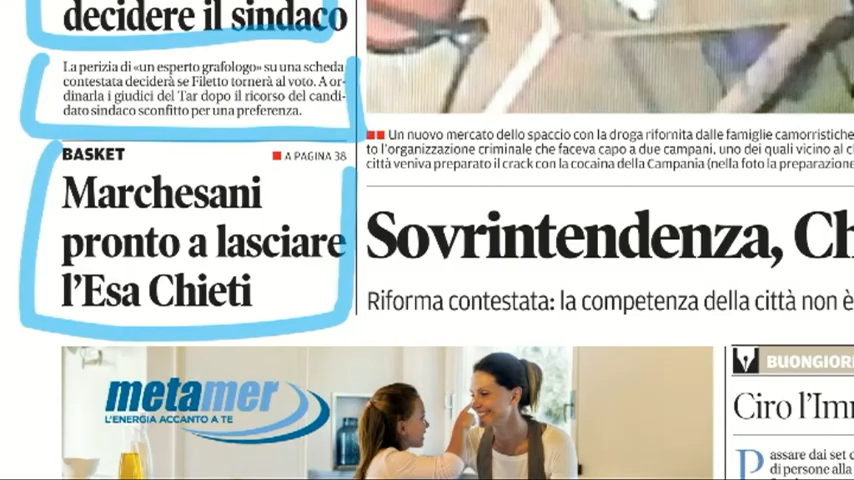 decidere il sindaco
La perizia di «un esperto grafologo» su una scheda
contestata deciderà se Filetto tornerà al voto. A or-
dinarla i giudici del Tar dopo il ricorso del candi-
dato sindaco sconfitto per una preferenza.
BASKET
A PAGINA 38
Marchesani
pronto a lasciare
l'Esa Chieti
Un nuovo mercato dello spaccio con la droga rifornita dalle famiglie camorristiche
to l'organizzazione criminale che faceva capo a due campani, uno dei quali vicino al
città veniva preparato il crack con la cocaina della Campania (nella foto la preparazione
Sovrintendenza, Ch
Riforma contestata: la competenza della città non è
metamer
L'ENERGIA ACCANTO A TE
BUONGIOR
Ciro l'Im
Passare dai set
di persone alla